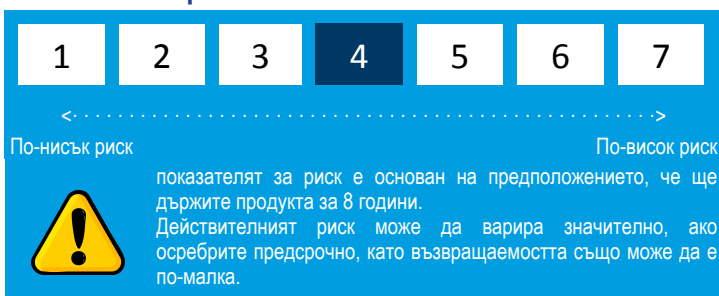 1 2 3 4 5 6 7
<· · · · · · · · · · · · · · · · · · · · · · · · · · · · · · · · · · · · · · · · · · · · · · · · · · · · · ·>
По-нисък риск По-висок риск
показателят за риск е основан на предположението, че ще
държите продукта за 8 години.
Действителният риск може да варира значително, ако
осребрите предсрочно, като възвращаемостта също може да е
по-малка.